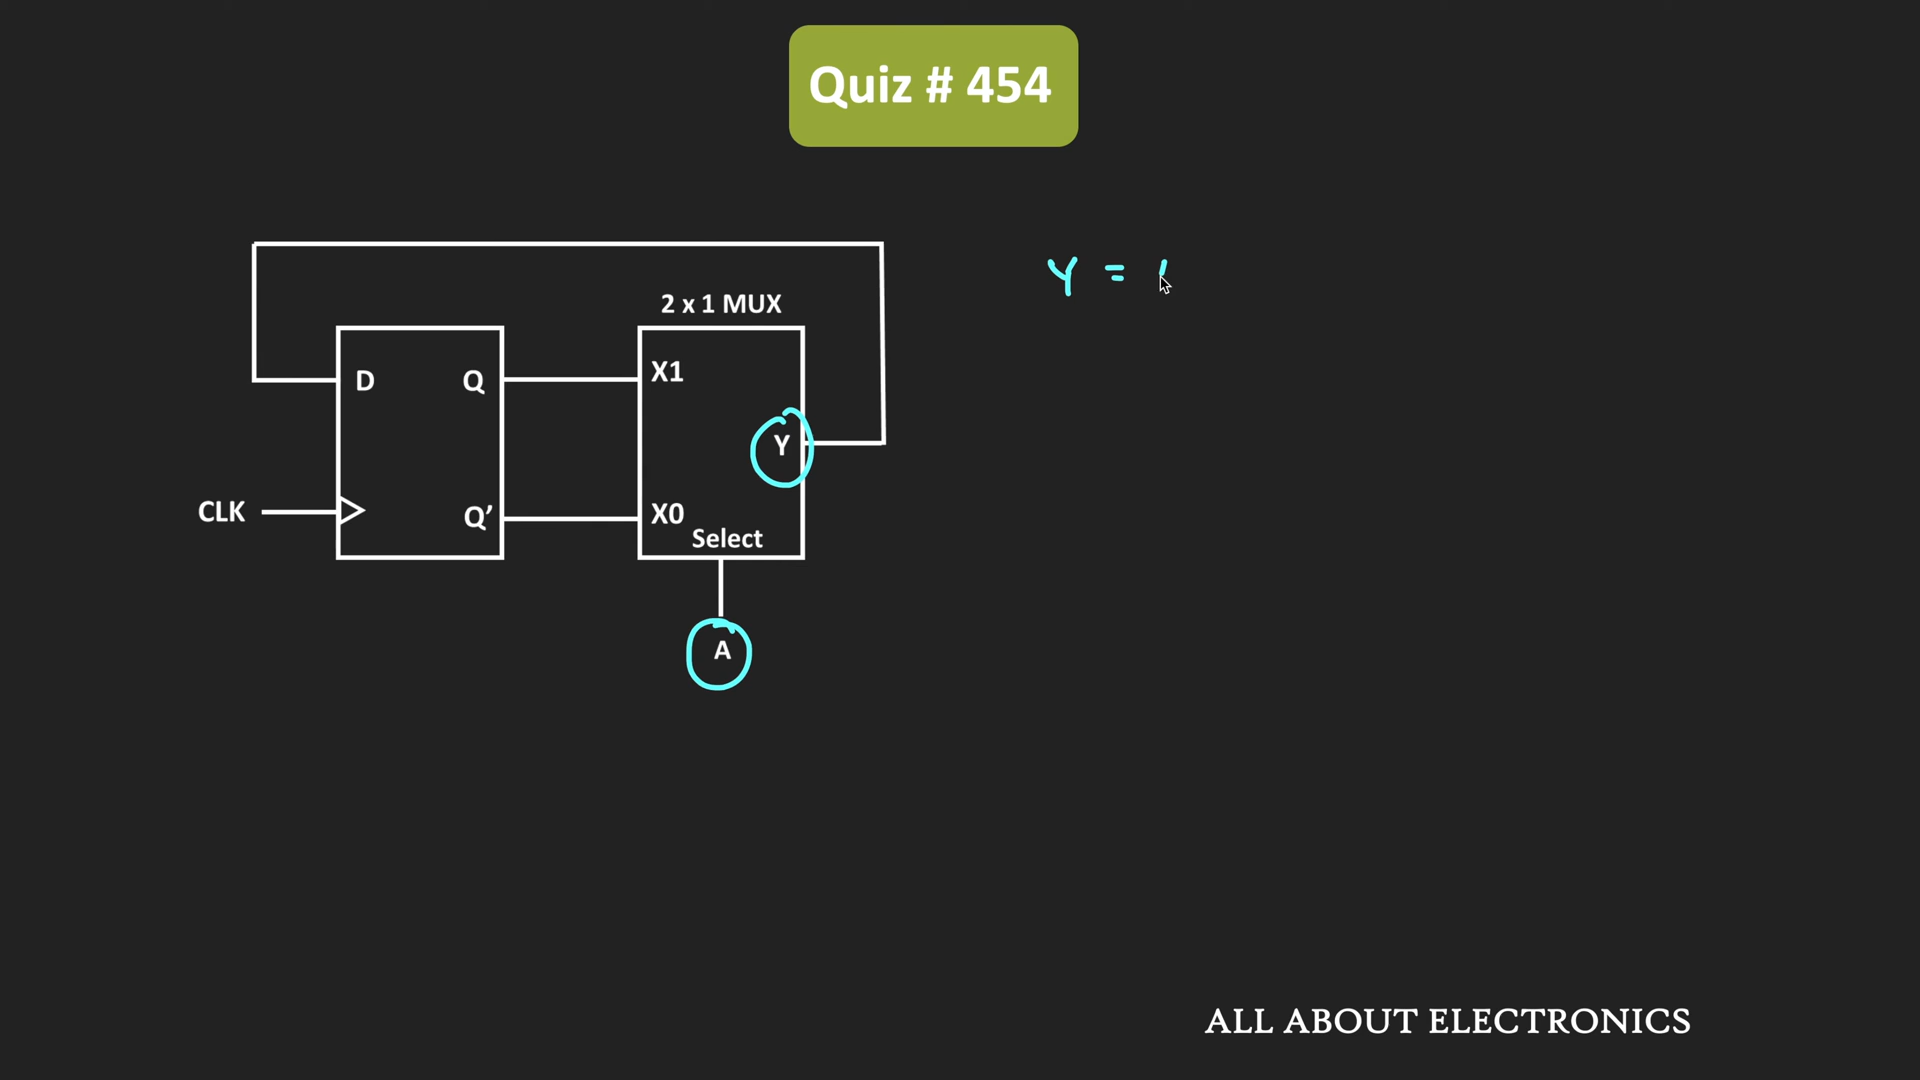 Quiz # 454
Y =
2 x 1 MUX
D
Q
X1
Y
CLK
Q’
X0
Select
A
ALL ABOUT ELECTRONICS